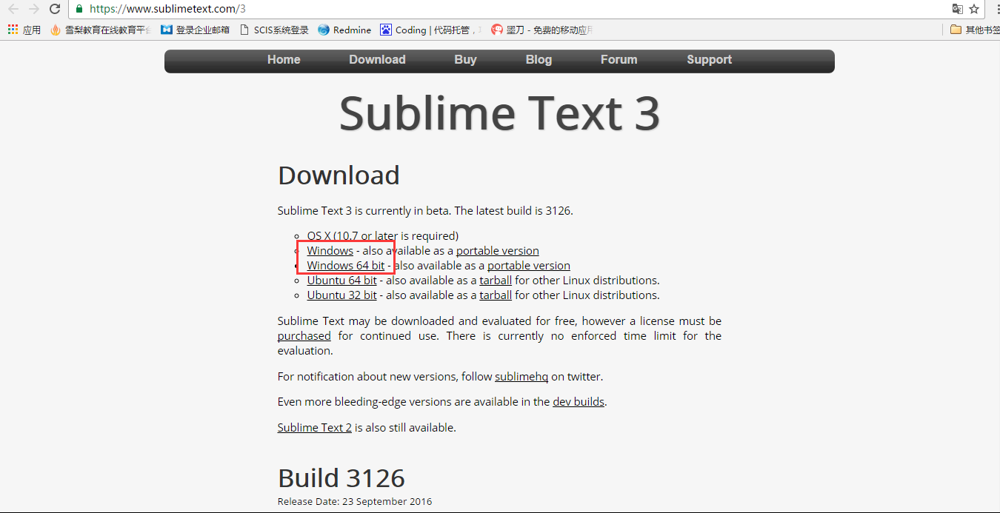 https://www.sublimetext.com/3
应用 雪梨教育在线教育平 登录企业邮箱 SCIS系统登录 Redmine Coding | 代码托管， 墨刀 - 免费的移动应用 其他书签
Home Download Buy Blog Forum Support
Sublime Text 3
Download
Sublime Text 3 is currently in beta. The latest build is 3126.
OS X (10.7 or later is required)
Windows - also available as a portable version
Windows 64 bit - also available as a portable version
Ubuntu 64 bit - also available as a tarball for other Linux distributions.
Ubuntu 32 bit - also available as a tarball for other Linux distributions.
Sublime Text may be downloaded and evaluated for free, however a license must be
purchased for continued use. There is currently no enforced time limit for the
evaluation.
For notification about new versions, follow sublimehq on twitter.
Even more bleeding-edge versions are available in the dev builds.
Sublime Text 2 is also still available.
Build 3126
Release Date: 23 September 2016